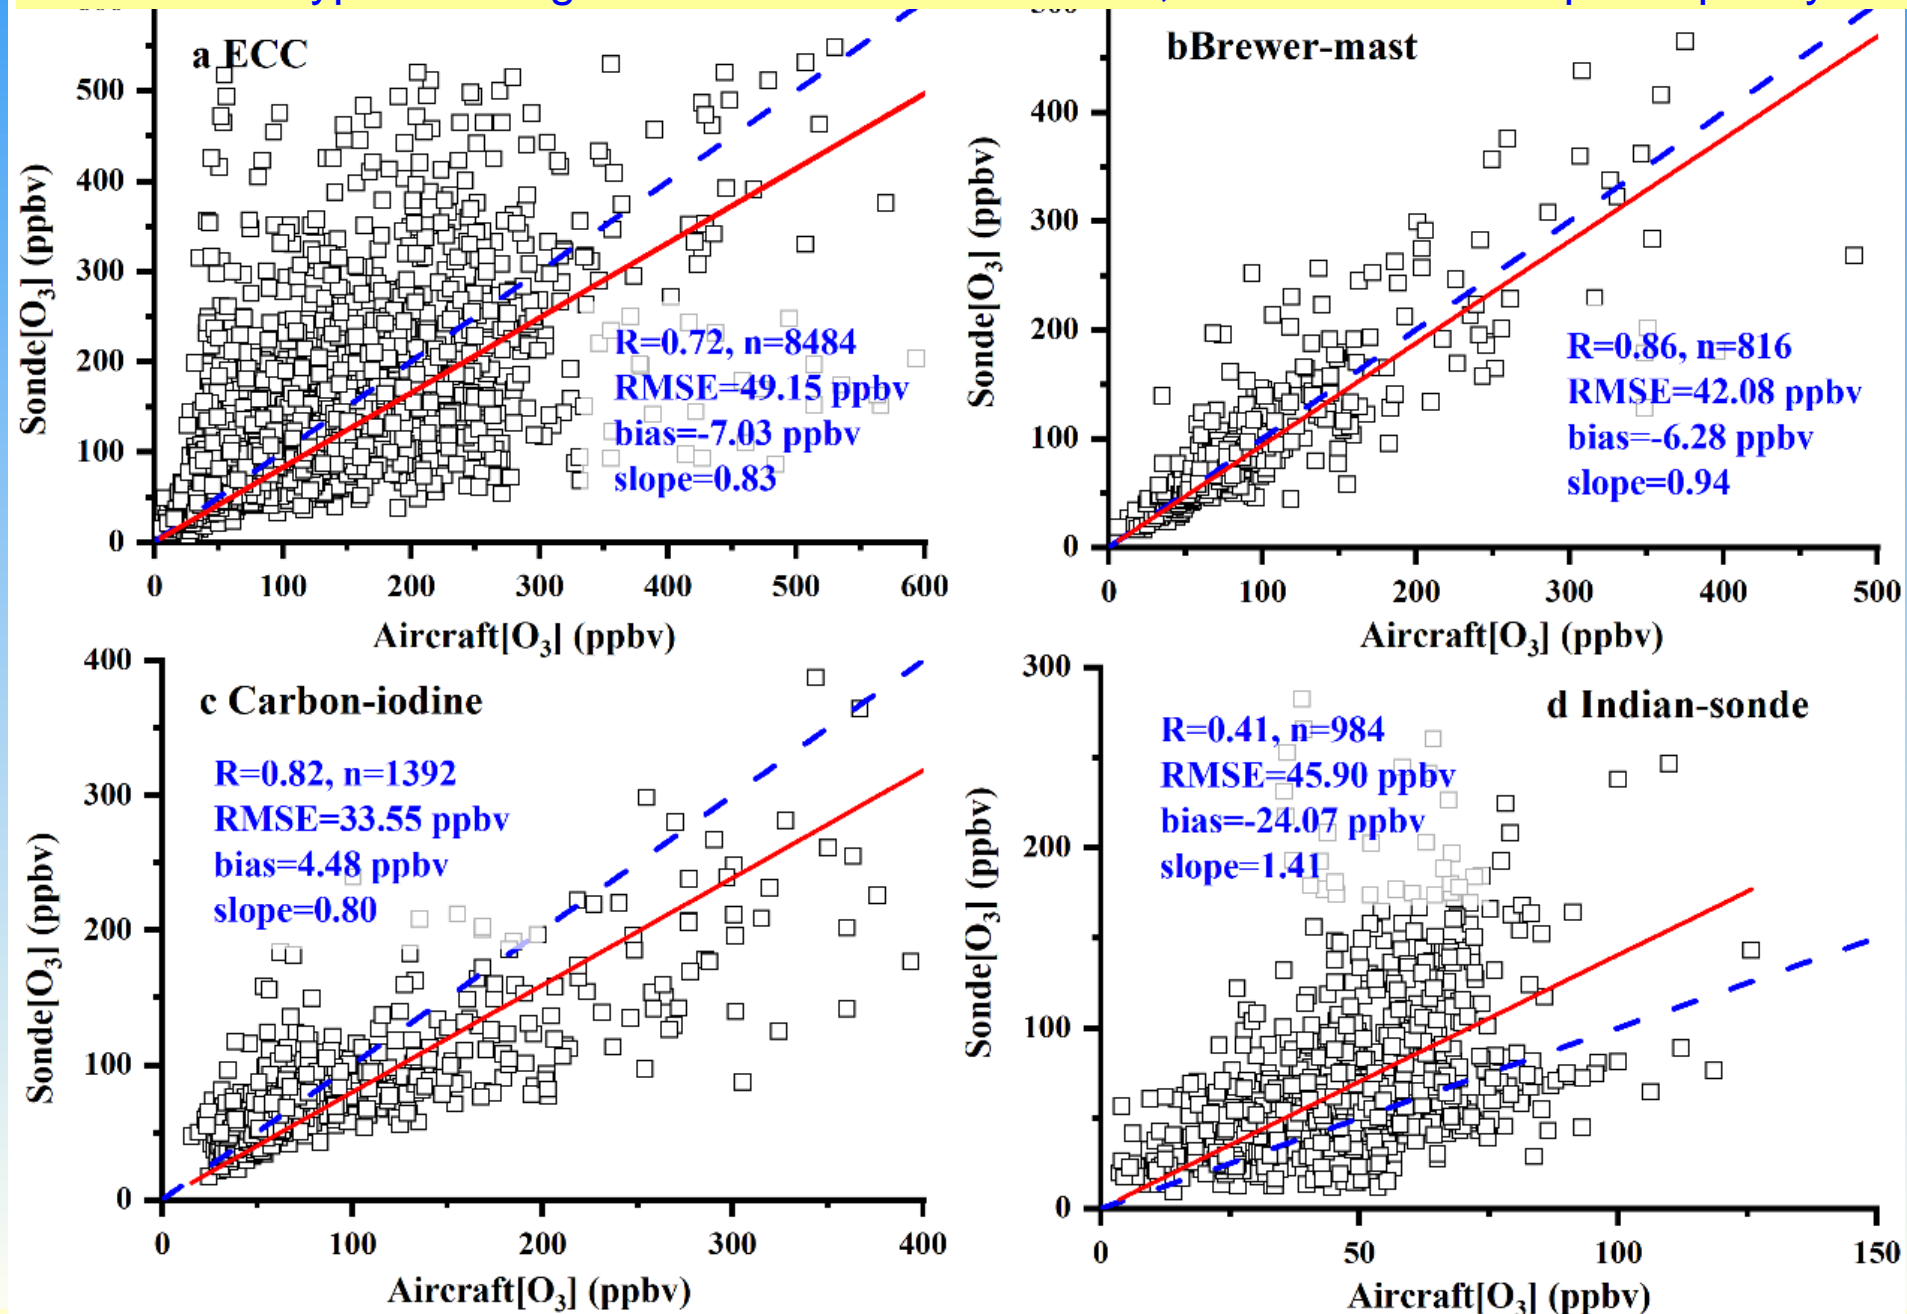 a ECC
500
400
300
200
100
0
Sonde[O3] (ppbv)
R=0.72, n=8484
RMSE=49.15 ppbv
bias=-7.03 ppbv
slope=0.83
0 100 200 300 400 500 600
Aircraft[O3] (ppbv)
bBrewer-mast
400
300
200
100
0
Sonde[O3] (ppbv)
R=0.86, n=816
RMSE=42.08 ppbv
bias=-6.28 ppbv
slope=0.94
0 100 200 300 400 500
Aircraft[O3] (ppbv)
c Carbon-iodine
400
300
200
100
0
Sonde[O3] (ppbv)
R=0.82, n=1392
RMSE=33.55 ppbv
bias=4.48 ppbv
slope=0.80
0 100 200 300 400
Aircraft[O3] (ppbv)
d Indian-sonde
300
200
100
0
Sonde[O3] (ppbv)
R=0.41, n=984
RMSE=45.90 ppbv
bias=-24.07 ppbv
slope=1.41
0 50 100 150
Aircraft[O3] (ppbv)